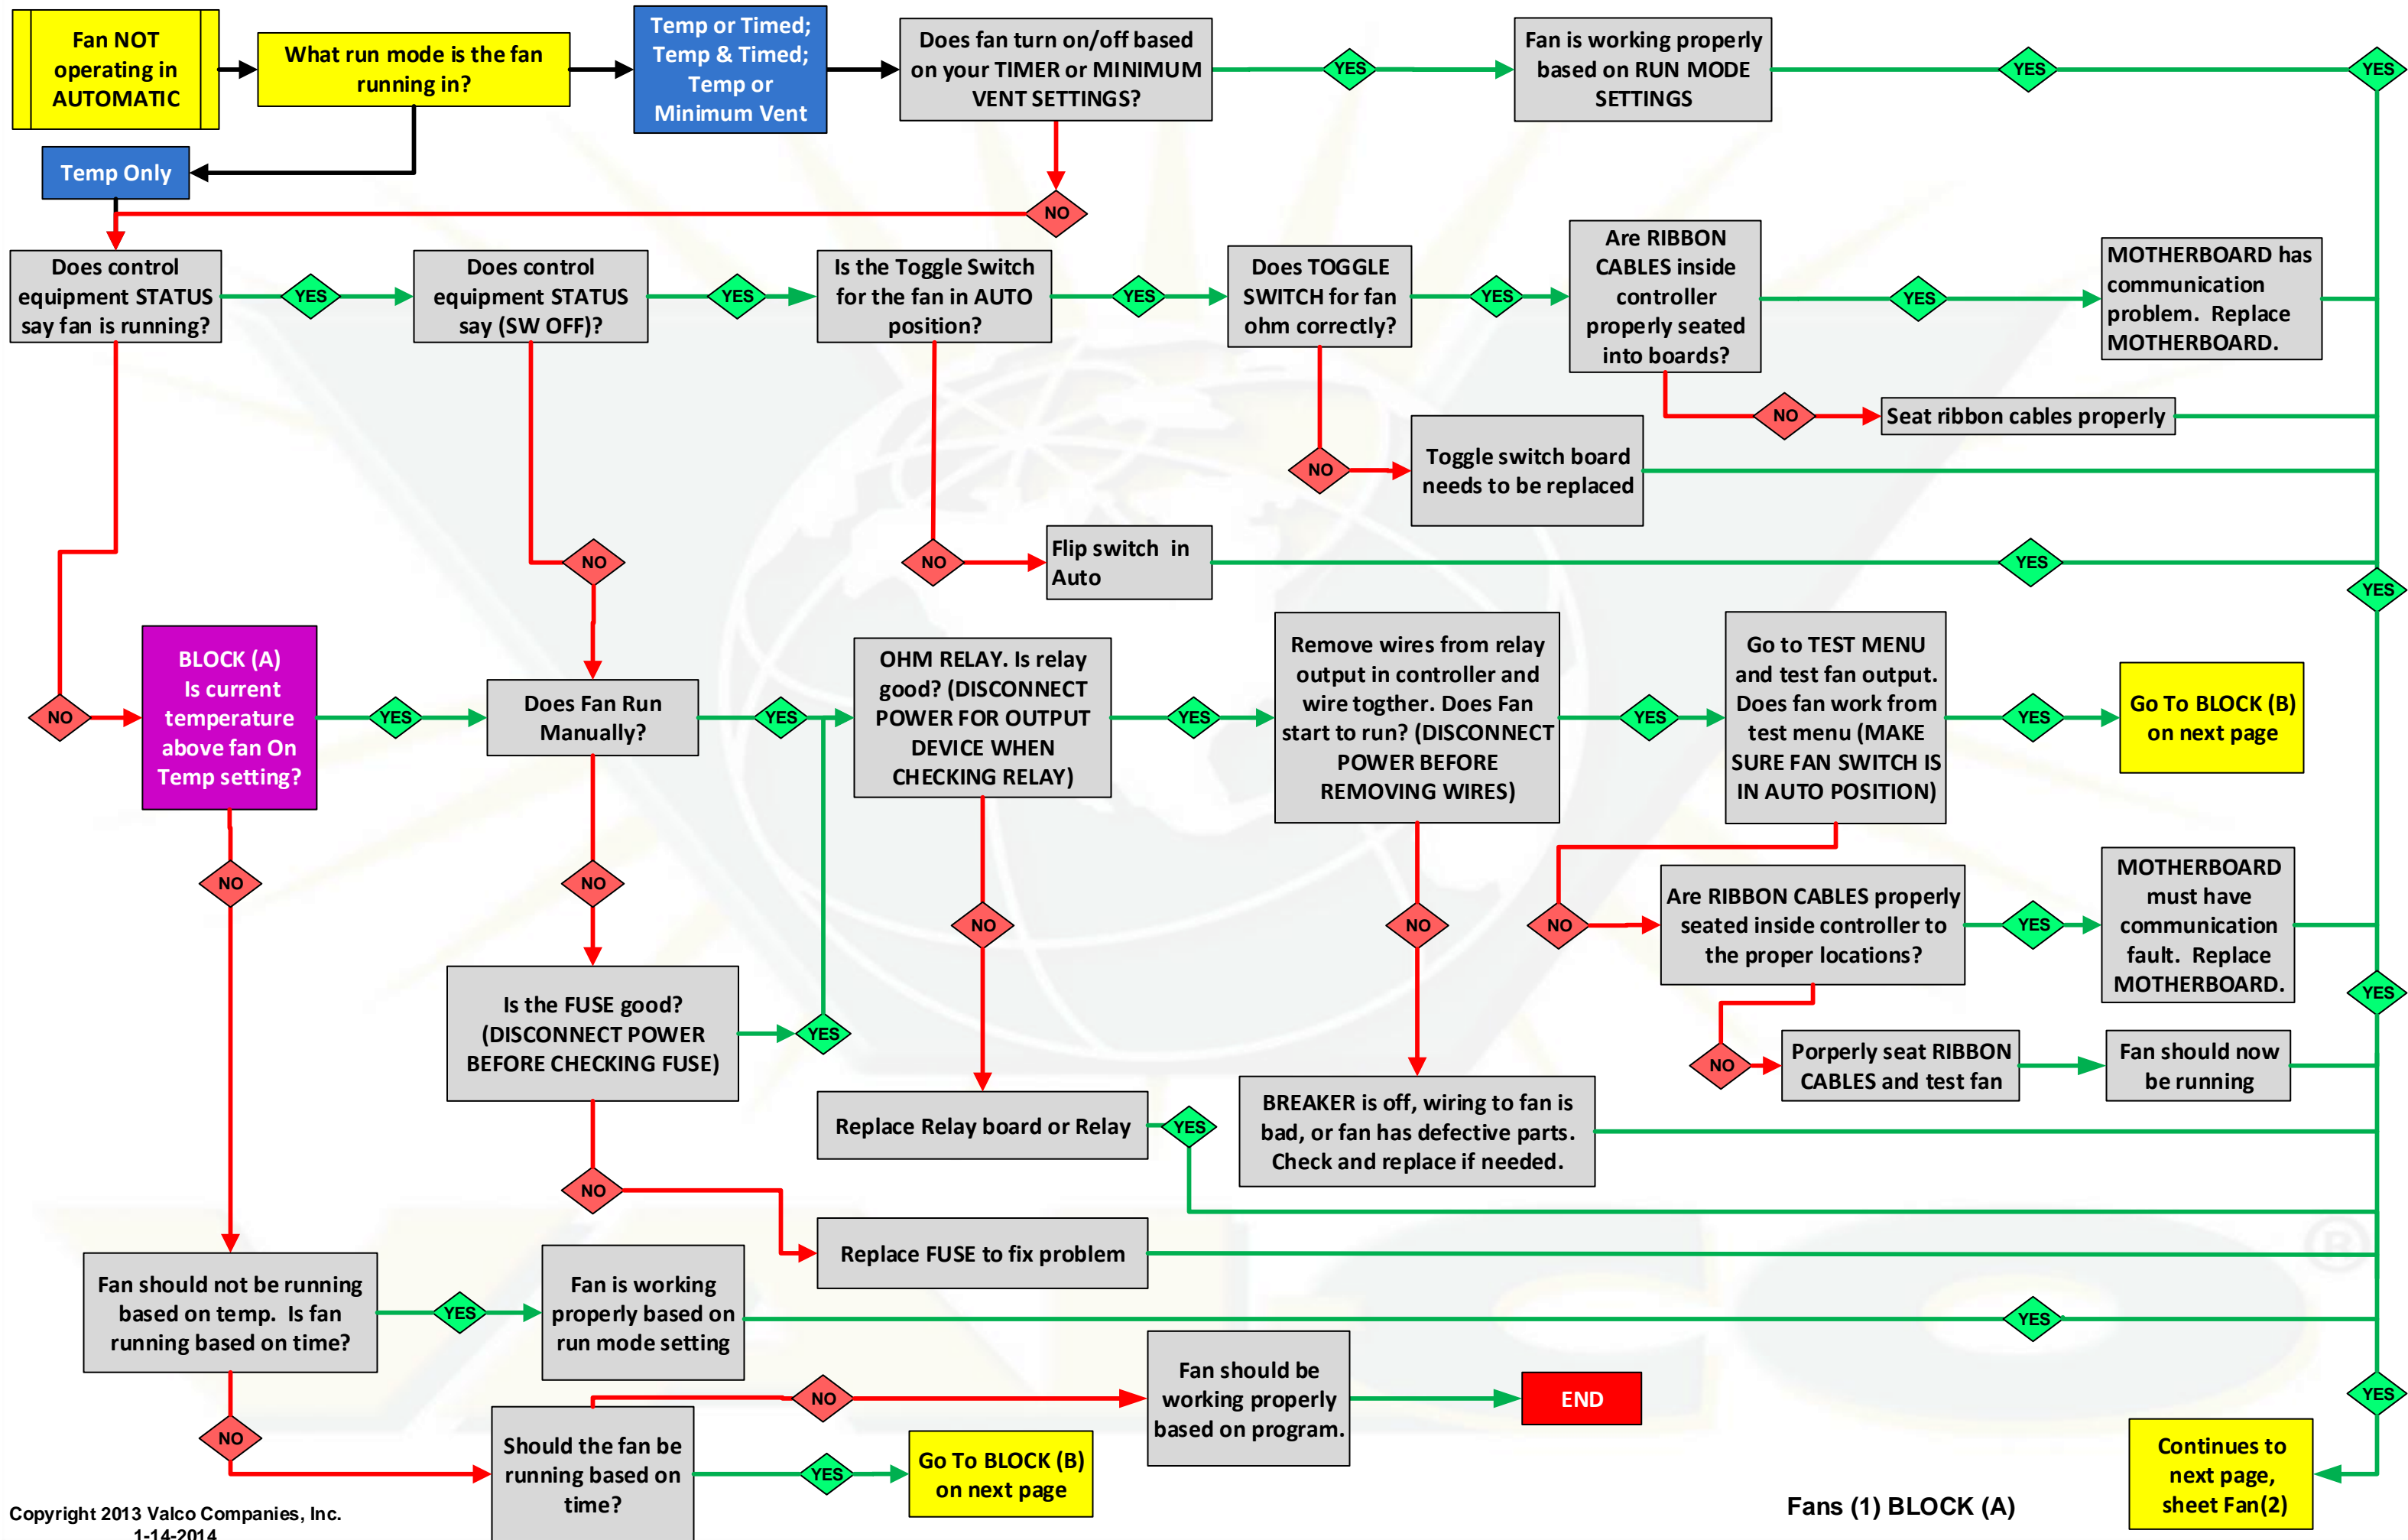 Fan NOT
operating in
AUTOMATIC
What run mode is the fan
running in?
Temp or Timed;
Temp & Timed;
Temp or
Minimum Vent
Does fan turn on/off based
on your TIMER or MINIMUM
VENT SETTINGS?
YES
Fan is working properly
based on RUN MODE
SETTINGS
YES
YES
Temp Only
NO
Does control
equipment STATUS
say fan is running?
YES
Does control
equipment STATUS
say (SW OFF)?
YES
Is the Toggle Switch
for the fan in AUTO
position?
YES
Does TOGGLE
SWITCH for fan
ohm correctly?
YES
Are RIBBON
CABLES inside
controller
properly seated
into boards?
YES
MOTHERBOARD has
communication
problem. Replace
MOTHERBOARD.
NO
Seat ribbon cables properly
NO
Toggle switch board
needs to be replaced
NO
NO
Flip switch in
Auto
YES
YES
NO
BLOCK (A)
Is current
temperature
above fan On
Temp setting?
YES
Does Fan Run
Manually?
YES
OHM RELAY. Is relay
good? (DISCONNECT
POWER FOR OUTPUT
DEVICE WHEN
CHECKING RELAY)
YES
Remove wires from relay
output in controller and
wire togther. Does Fan
start to run? (DISCONNECT
POWER BEFORE
REMOVING WIRES)
YES
Go to TEST MENU
and test fan output.
Does fan work from
test menu (MAKE
SURE FAN SWITCH IS
IN AUTO POSITION)
YES
Go To BLOCK (B)
on next page
NO
NO
NO
NO
NO
Are RIBBON CABLES properly
seated inside controller to
the proper locations?
YES
MOTHERBOARD
must have
communication
fault. Replace
MOTHERBOARD.
YES
Is the FUSE good?
(DISCONNECT POWER
BEFORE CHECKING FUSE)
YES
NO
Porperly seat RIBBON
CABLES and test fan
Fan should now
be running
Replace Relay board or Relay
YES
BREAKER is off, wiring to fan is
bad, or fan has defective parts.
Check and replace if needed.
NO
Replace FUSE to fix problem
Fan should not be running
based on temp. Is fan
running based on time?
YES
Fan is working
properly based on
run mode setting
YES
NO
Should the fan be
running based on
time?
NO
Fan should be
working properly
based on program.
END
YES
YES
Go To BLOCK (B)
on next page
Continues to
next page,
sheet Fan(2)
Fans (1) BLOCK (A)
Copyright 2013 Valco Companies, Inc.
1-14-2014
VALCO
®